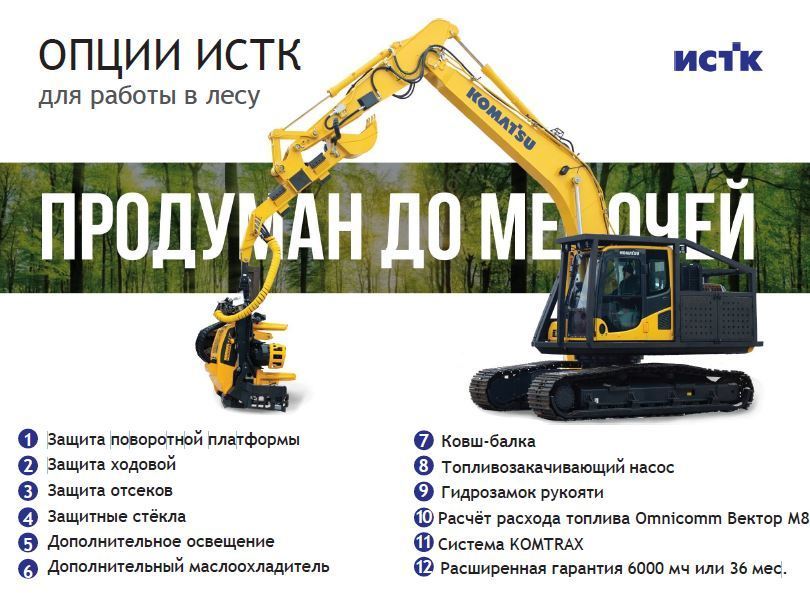 ОПЦИИ ИСТК
для работы в лесу
ИСТК
KOMATSU
ПРОДУМАН ДО МЕЛОЧЕЙ
KOMATSU
1 Защита поворотной платформы
2 Защита ходовой
3 Защита отсеков
4 Защитные стёкла
5 Дополнительное освещение
6 Дополнительный маслоохладитель
7 Ковш-балка
8 Топливозакачивающий насос
9 Гидрозамок рукояти
10 Расчёт расхода топлива Omnicomm Вектор М8
11 Система KOMTRAX
12 Расширенная гарантия 6000 мч или 36 мес.